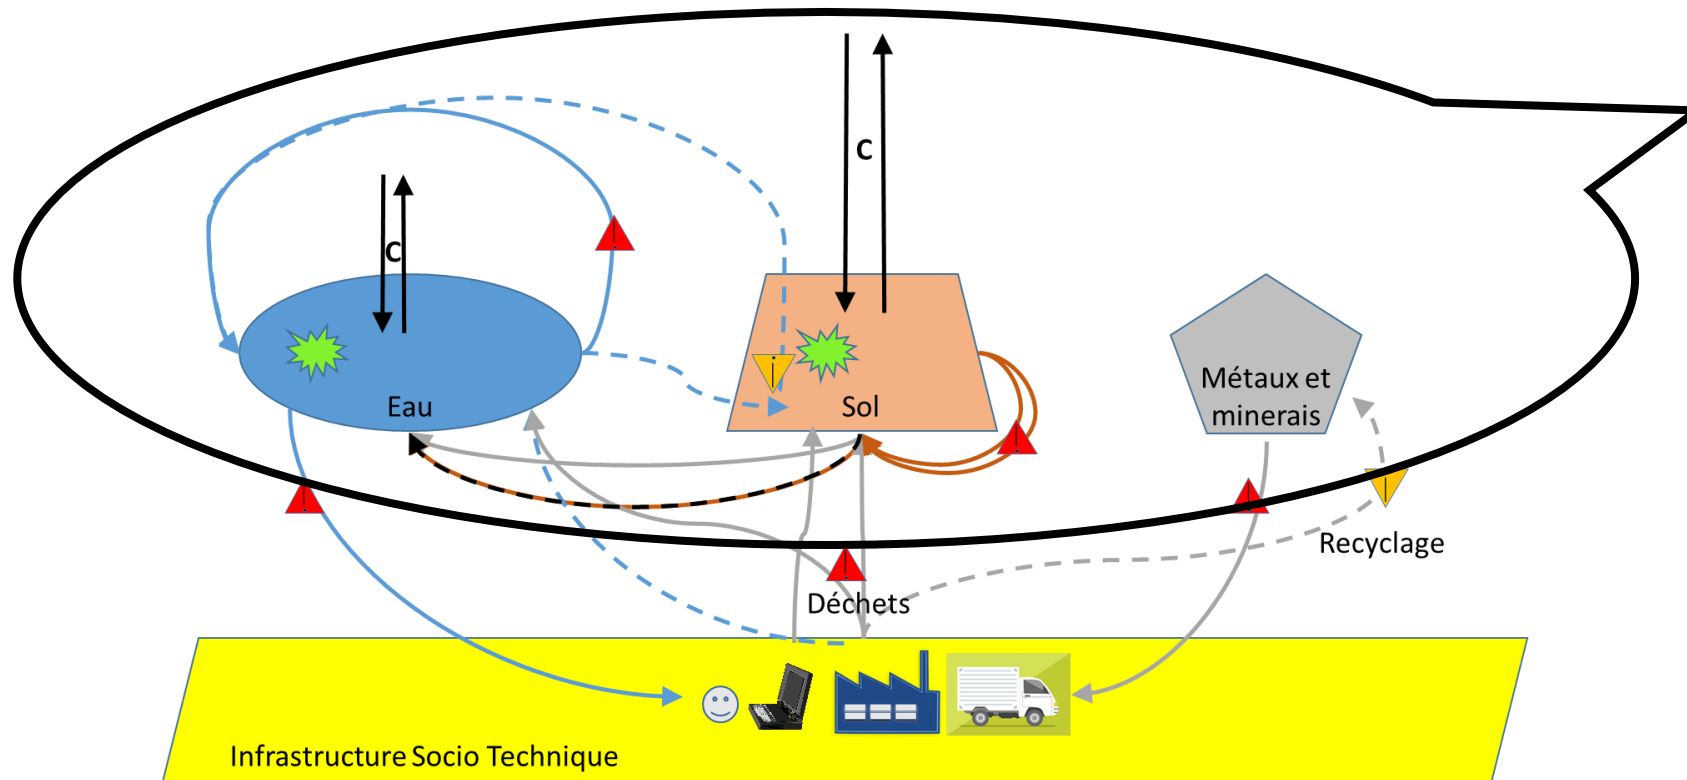 C
C
Eau
Sol
Métaux et
minerais
Recyclage
Déchets
Infrastructure Socio Technique